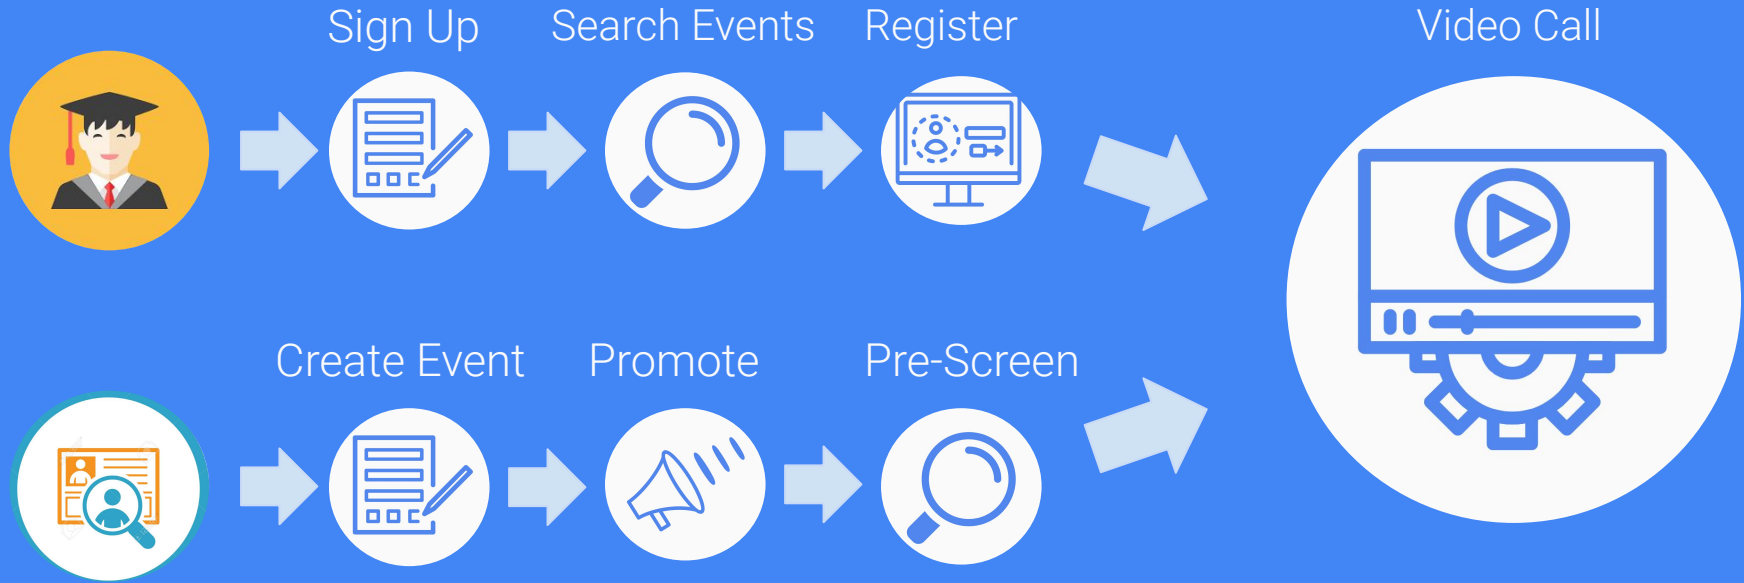 Sign Up
Search Events
Register
Video Call
Create Event
Promote
Pre-Screen